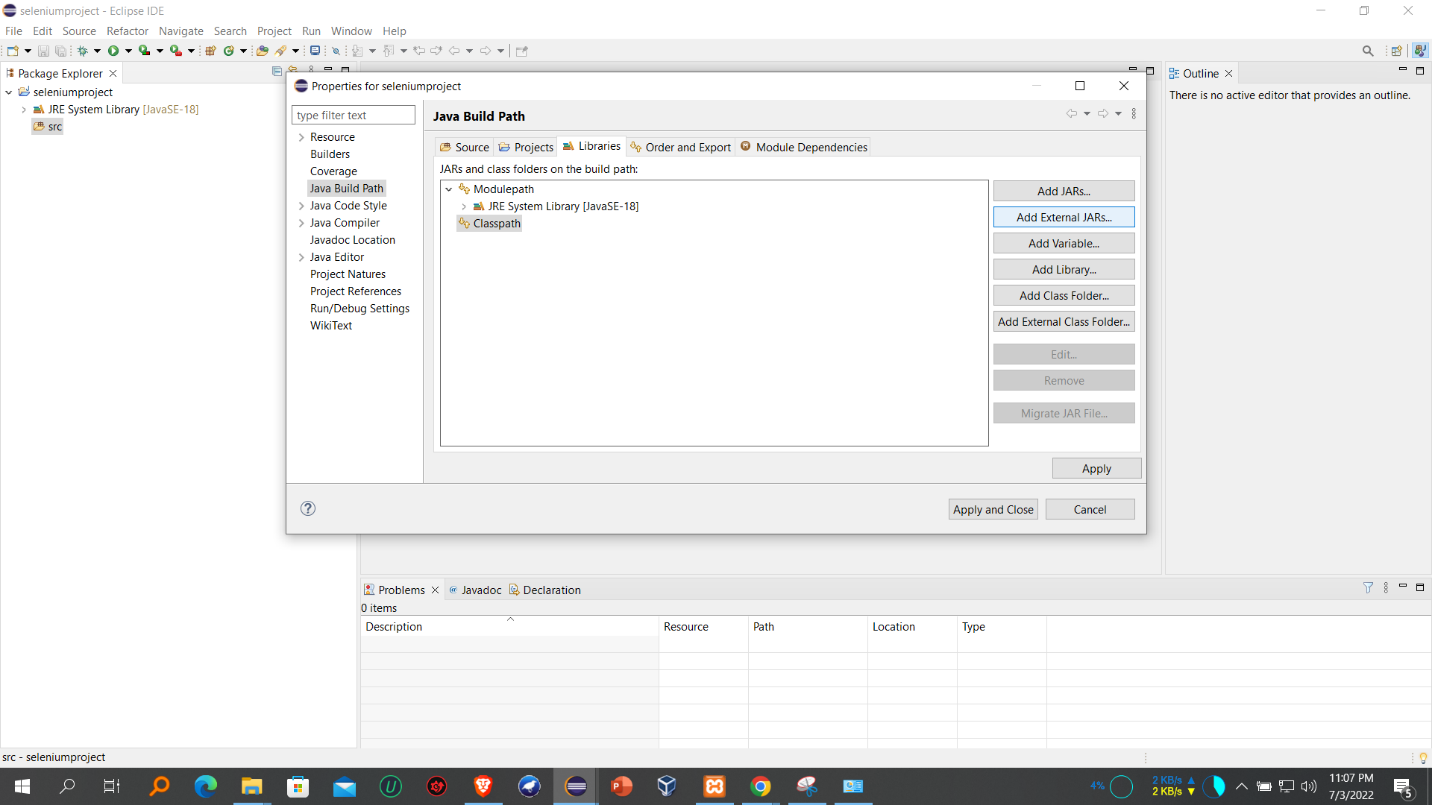 seleniumproject - Eclipse IDE
File Edit Source Refactor Navigate Search Project Run Window Help
Package Explorer
seleniumproject
JRE System Library [JavaSE-18]
src
Properties for seleniumproject
type filter text
Resource
Builders
Coverage
Java Build Path
Java Code Style
Java Compiler
Javadoc Location
Java Editor
Project Natures
Project References
Run/Debug Settings
WikiText
Java Build Path
Source Projects Libraries Order and Export Module Dependencies
JARs and class folders on the build path:
Modulepath
JRE System Library [JavaSE-18]
Classpath
Add JARs...
Add External JARs...
Add Variable...
Add Library...
Add Class Folder...
Add External Class Folder...
Edit...
Remove
Migrate JAR File...
Apply
Apply and Close Cancel
Outline
There is no active editor that provides an outline.
Problems Javadoc Declaration
0 items
Description Resource Path Location Type
src - seleniumproject
4%
2 KB/s
2 KB/s
11:07 PM
7/3/2022
5